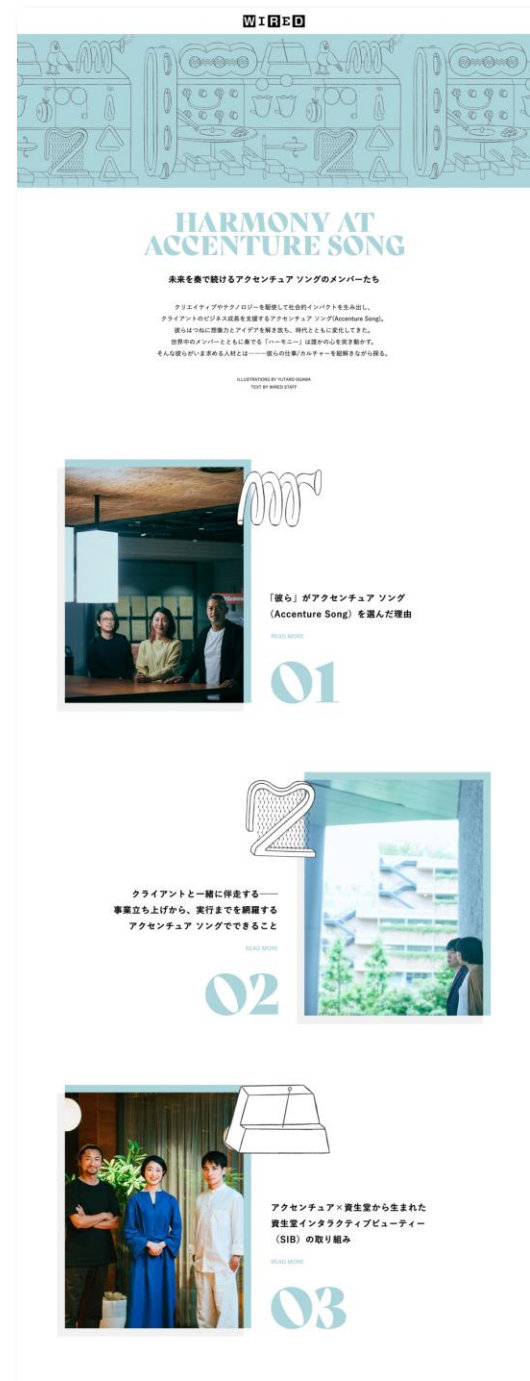 WIRED
HARMONY AT
ACCENTURE SONG
未来を奏で続けるアクセンチュア ソングのメンバーたち
クリエイティブやテクノロジーを駆使して社会的インパクトを生み出し、
クライアントのビジネス成長を支援するアクセンチュア ソング(Accenture Song)。
彼らはつねに想像力とアイデアを解き放ち、時代とともに変化してきた。
世界中のメンバーとともに奏でる「ハーモニー」は誰かの心を突き動かす。
そんな彼らがいま求める人材とは———彼らの仕事/カルチャーを紐解きながら探る。
ILLUSTRATIONS BY YUTARO OGAWA
TEXT BY WIRED STAFF
「彼ら」がアクセンチュア ソング
（Accenture Song）を選んだ理由
READ MORE
01
クライアントと一緒に伴走する——
事業立ち上げから、実行までを網羅する
アクセンチュア ソングでできること
READ MORE
02
アクセンチュア×資生堂から生まれた
資生堂インタラクティブビューティー
（SIB）の取り組み
READ MORE
03